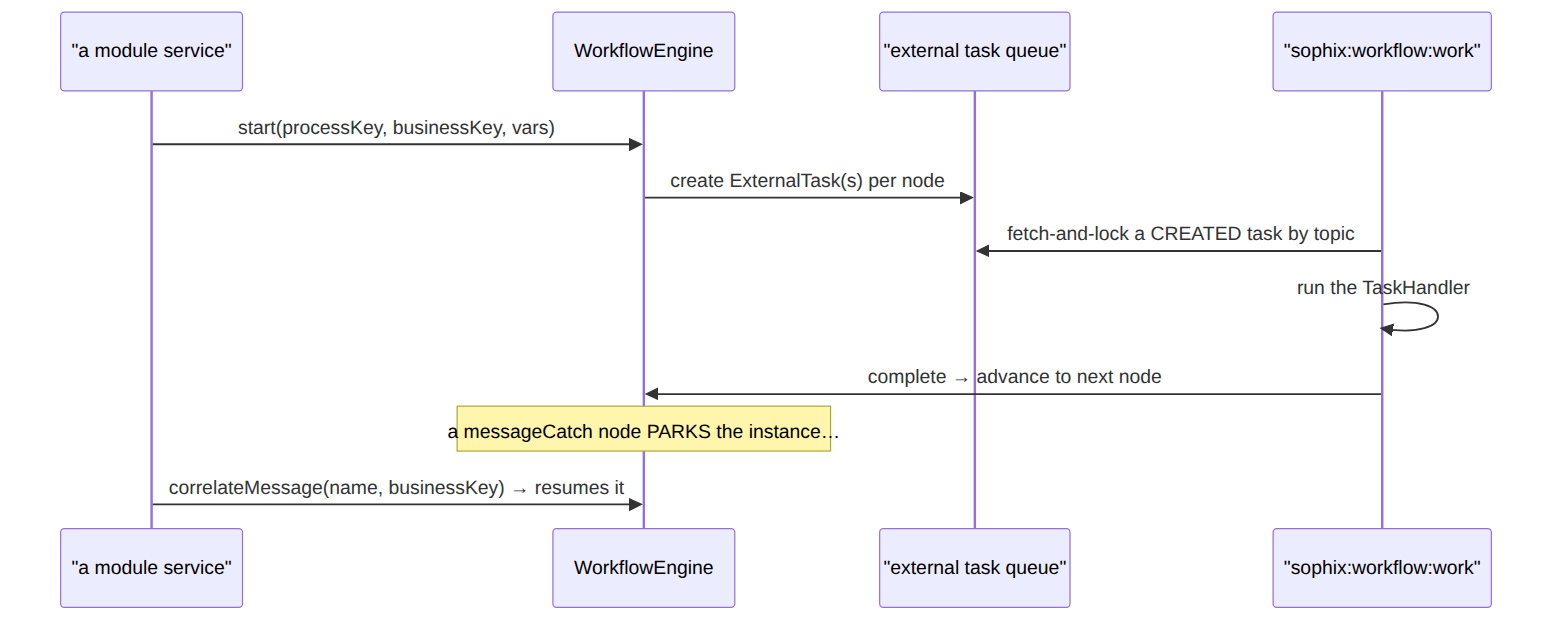 "a module service"
WorkflowEngine
"external task queue"
"sophix:workflow:work"
start(processKey, businessKey, vars)
create ExternalTask(s) per node
fetch-and-lock a CREATED task by topic
run the TaskHandler
complete → advance to next node
a messageCatch node PARKS the instance…
correlateMessage(name, businessKey) → resumes it
"a module service"
WorkflowEngine
"external task queue"
"sophix:workflow:work"